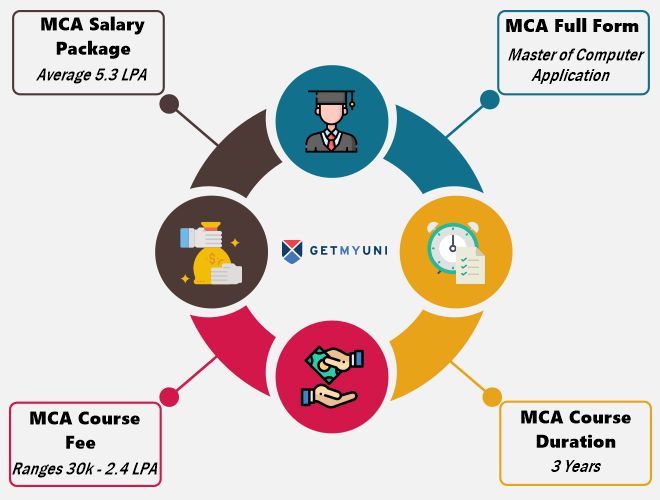 MCA Salary
Package
Average 5.3 LPA
MCA Full Form
Master of Computer
Application
GETMYUNI
MCA Course
Fee
Ranges 30k - 2.4 LPA
MCA Course
Duration
3 Years